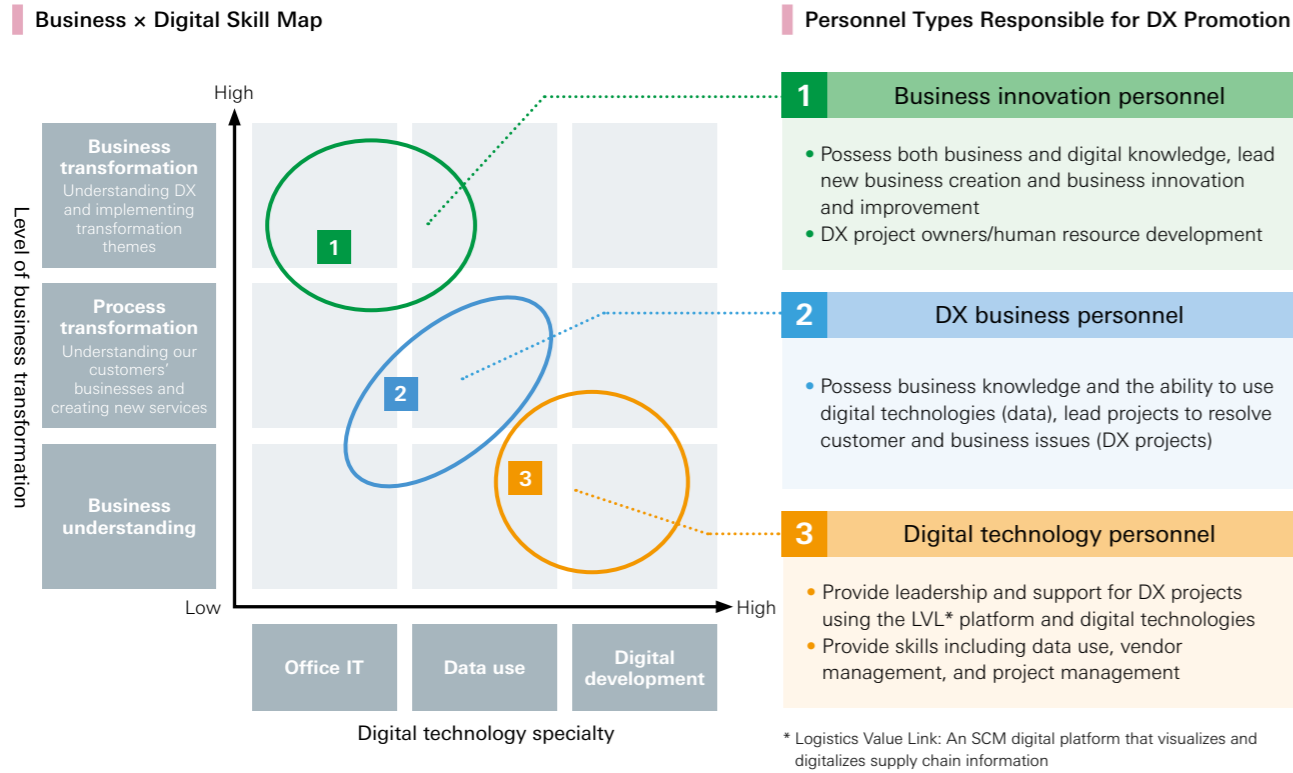 Business × Digital Skill Map
High
Business
transformation
Understanding DX
and implementing
transformation
themes
Process
transformation
Understanding our
customers'
businesses and
creating new services
Business
understanding
Level of business transformation
1
2
3
Low
High
Office IT
Data use
Digital
development
Digital technology specialty
Personnel Types Responsible for DX Promotion
1 Business innovation personnel
• Possess both business and digital knowledge, lead
new business creation and business innovation
and improvement
• DX project owners/human resource development
2 DX business personnel
• Possess business knowledge and the ability to use
digital technologies (data), lead projects to resolve
customer and business issues (DX projects)
3 Digital technology personnel
• Provide leadership and support for DX projects
using the LVL* platform and digital technologies
• Provide skills including data use, vendor
management, and project management
* Logistics Value Link: An SCM digital platform that visualizes and
digitalizes supply chain information